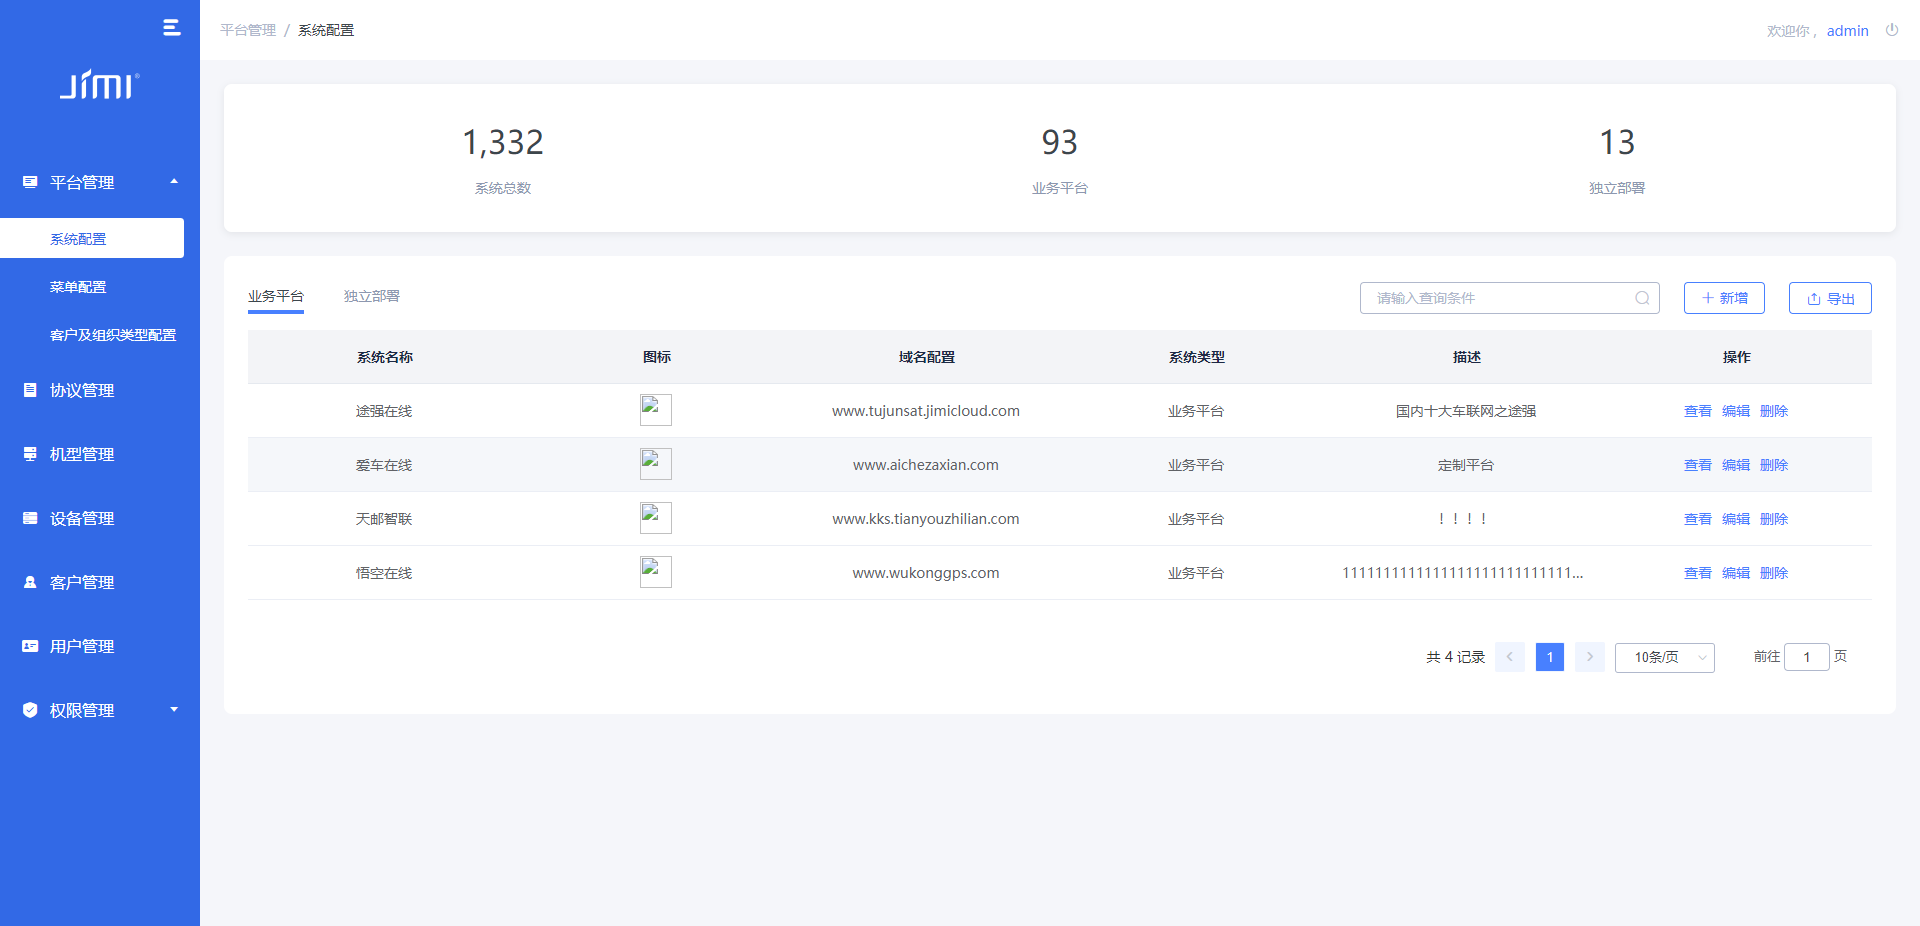 平台管理 / 系统配置
欢迎你， admin
JIMI®
平台管理
系统配置
菜单配置
客户及组织类型配置
协议管理
机型管理
设备管理
客户管理
用户管理
权限管理
1,332
系统总数
93
业务平台
13
独立部署
业务平台 独立部署 请输入查询条件 新增 导出
系统名称 图标 域名配置 系统类型 描述 操作
途强在线 www.tujunsat.jimicloud.com 业务平台 国内十大车联网之途强 查看 编辑 删除
爱车在线 www.aichezaxian.com 业务平台 定制平台 查看 编辑 删除
天邮智联 www.kks.tianyouzhilian.com 业务平台 ！！！！ 查看 编辑 删除
悟空在线 www.wukonggps.com 业务平台 11111111111111111111111111111... 查看 编辑 删除
共 4 记录 < 1 > 10条/页 前往 1 页